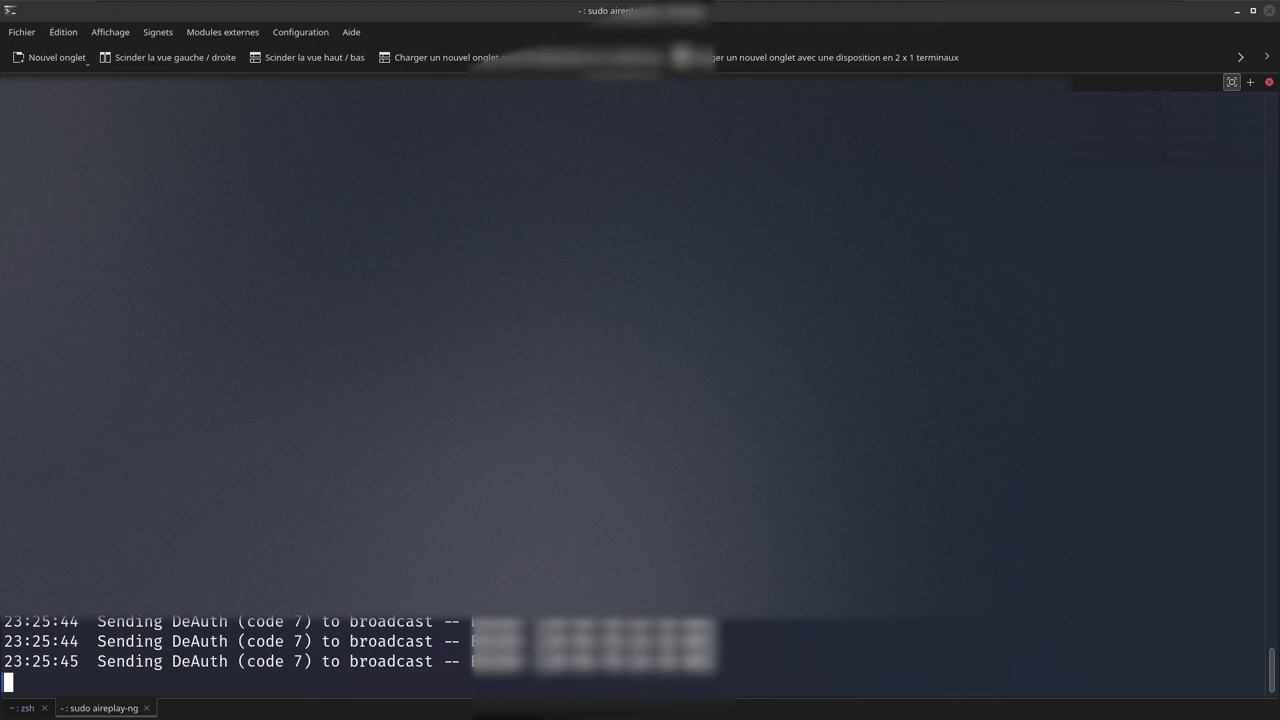 - : sudo airepl
Fichier Édition Affichage Signets Modules externes Configuration Aide
Nouvel onglet Scinder la vue gauche / droite Scinder la vue haut / bas Charger un nouvel onglet er un nouvel onglet avec une disposition en 2 x 1 terminaux
23:25:44 Sending DeAuth (code 7) to broadcast --
23:25:44 Sending DeAuth (code 7) to broadcast --
23:25:45 Sending DeAuth (code 7) to broadcast --
~ : zsh - : sudo aireplay-ng